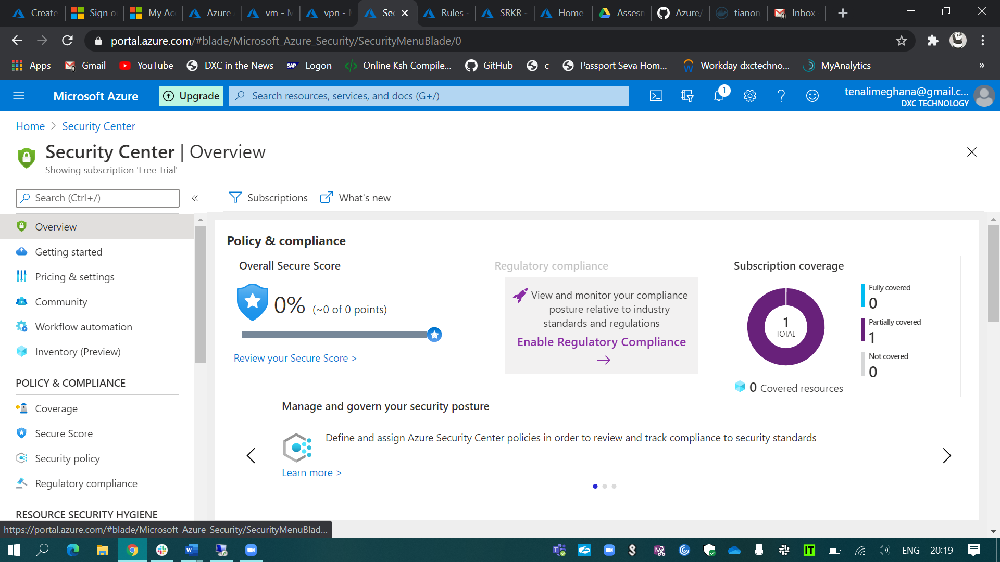 Create
Sign o
My Ac
Azure
vm - M
vpn - M
Sec
Rules -
SRKR -
Home
Assesn
Azure/
tianon
Inbox
portal.azure.com/#blade/Microsoft_Azure_Security/SecurityMenuBlade/0
Apps
Gmail
YouTube
DXC in the News
SAP
Logon
Online Ksh Compile...
GitHub
c
Passport Seva Hom...
Workday dxctechno...
MyAnalytics
»
Microsoft Azure
Upgrade
Search resources, services, and docs (G+/)
1
tenalimeghana@gmail.c...
DXC TECHNOLOGY
Home > Security Center
Security Center | Overview
Showing subscription 'Free Trial'
Search (Ctrl+/)
«
Subscriptions
What's new
Overview
Getting started
Pricing & settings
Community
Workflow automation
Inventory (Preview)
POLICY & COMPLIANCE
Coverage
Secure Score
Security policy
Regulatory compliance
RESOURCE SECURITY HYGIENE
Policy & compliance
Overall Secure Score
0% (~0 of 0 points)
Review your Secure Score >
Regulatory compliance
View and monitor your compliance
posture relative to industry
standards and regulations
Enable Regulatory Compliance
Subscription coverage
1
TOTAL
Fully covered
0
Partially covered
1
Not covered
0
0 Covered resources
Manage and govern your security posture
Define and assign Azure Security Center policies in order to review and track compliance to security standards
Learn more >
https://portal.azure.com/#blade/Microsoft_Azure_Security/SecurityMenuBlad...
ENG
20:19